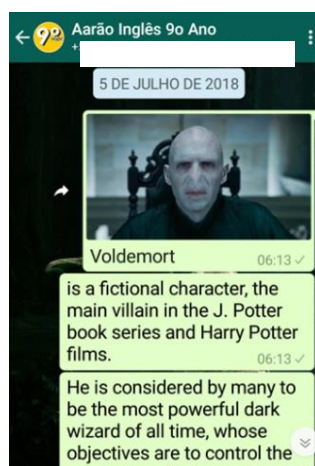 Aarão Inglês 9o Ano
5 DE JULHO DE 2018
Voldemort
06:13
is a fictional character, the
main villain in the J. Potter
book series and Harry Potter
films.
06:13
He is considered by many to
be the most powerful dark
wizard of all time, whose
objectives are to control the